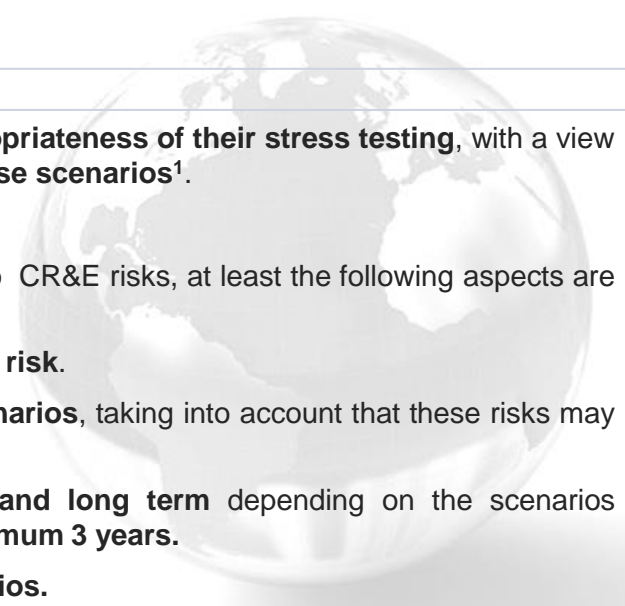 opriateness of their stress testing, with a view
se scenarios¹.
CR&E risks, at least the following aspects are
risk.
narios, taking into account that these risks may
and long term depending on the scenarios
mum 3 years.
ios.